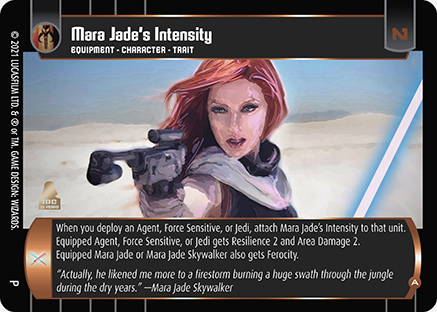 Mara Jade's Intensity
EQUIPMENT - CHARACTER - TRAIT
N
© 2021 LUCASFILM LTD. & ® or TM. GAME DESIGN: WIZARDS.
IDC
When you deploy an Agent, Force Sensitive, or Jedi, attach Mara Jade's Intensity to that unit.
Equipped Agent, Force Sensitive, or Jedi gets Resilience 2 and Area Damage 2.
Equipped Mara Jade or Mara Jade Skywalker also gets Ferocity.
"Actually, he likened me more to a firestorm burning a huge swath through the jungle
during the dry years." —Mara Jade Skywalker
P
A